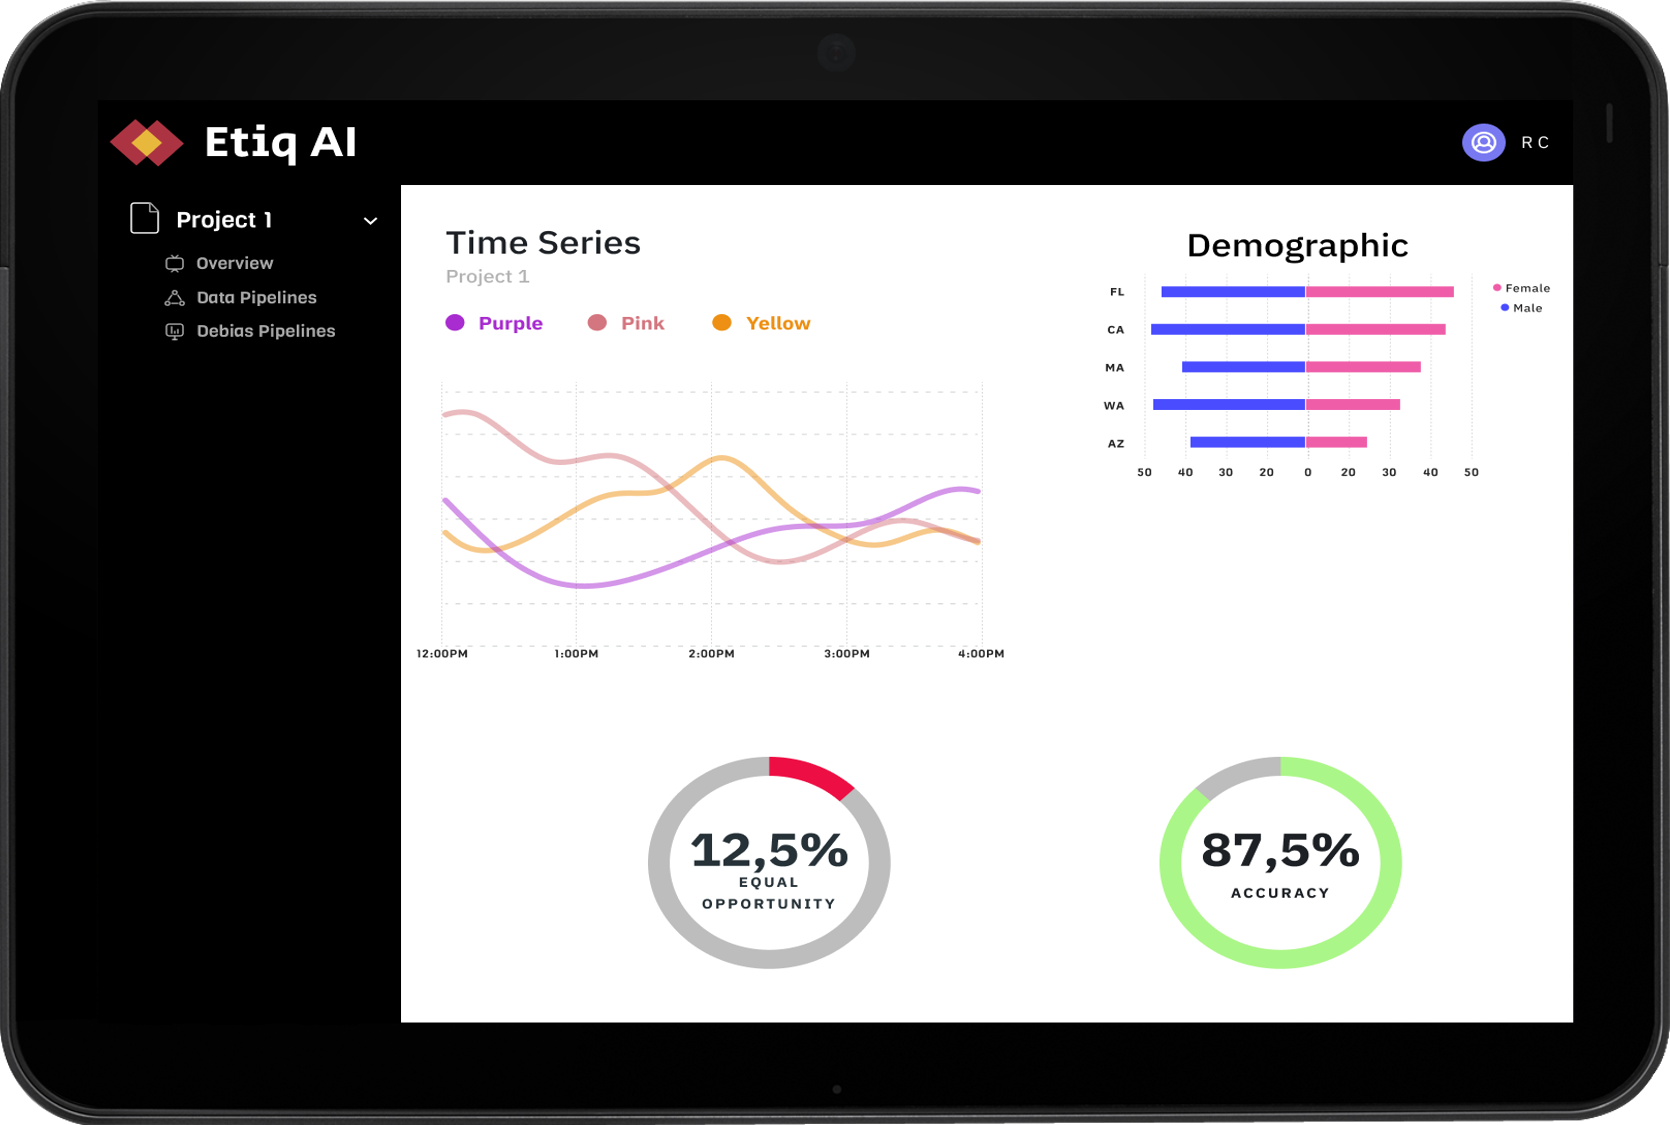 Etiq AI
R C
Project 1
Overview
Data Pipelines
Debias Pipelines
Time Series
Project 1
Purple Pink Yellow
12:00PM 1:00PM 2:00PM 3:00PM 4:00PM
Demographic
Female
Male
FL
CA
MA
WA
AZ
50 40 30 20 0 20 30 40 50
12,5%
EQUAL
OPPORTUNITY
87,5%
ACCURACY